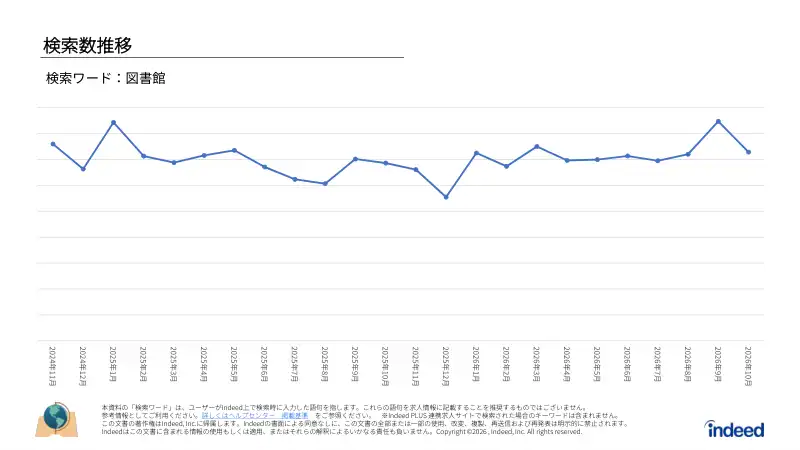 検索数推移
検索ワード：図書館
2024年11月
2024年12月
2025年1月
2025年2月
2025年3月
2025年4月
2025年5月
2025年6月
2025年7月
2025年8月
2025年9月
2025年10月
2025年11月
2025年12月
2026年1月
2026年2月
2026年3月
2026年4月
2026年5月
2026年6月
2026年7月
2026年8月
2026年9月
2026年10月
本資料の「検索ワード」は、ユーザーがIndeed上で検索時に入力した語句を指します。これらの語句を求人情報に記載することを推奨するものではございません。
参考情報としてご利用ください。詳しくはヘルプセンター 掲載基準 をご参照ください。 ※Indeed PLUS 連携求人サイトで検索された場合のキーワードは含まれません。
この文書の著作権はIndeed, Inc.に帰属します。Indeedの書面による同意なしに、この文書の全部または一部の使用、改変、複製、再送信および再発表は明示的に禁止されます。
Indeedはこの文書に含まれる情報の使用もしくは適用、またはそれらの解釈によるいかなる責任も負いません。Copyright ©2026 , Indeed, Inc. All rights reserved.
indeed